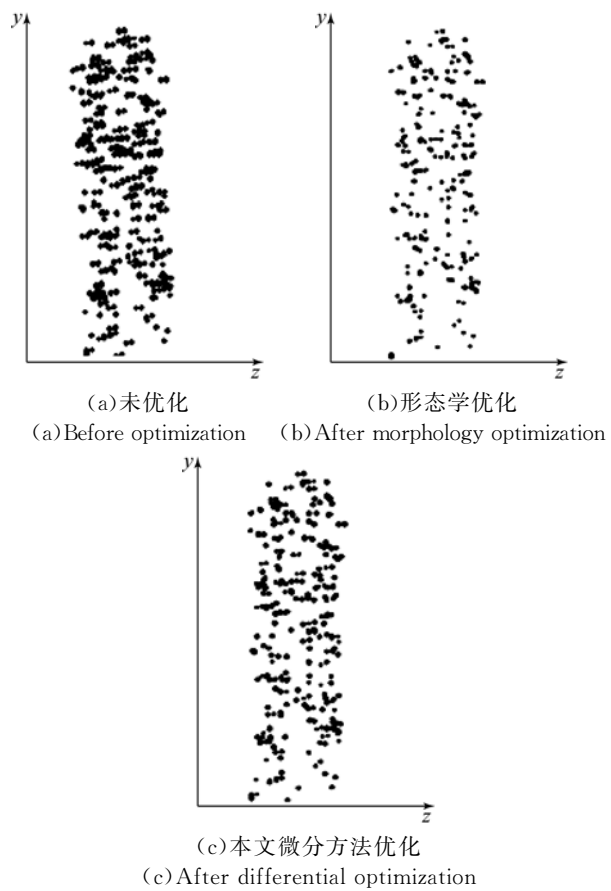 y
z
(a)未优化
(a)Before optimization
y
z
(b)形态学优化
(b)After morphology optimization
y
z
(c)本文微分方法优化
(c)After differential optimization